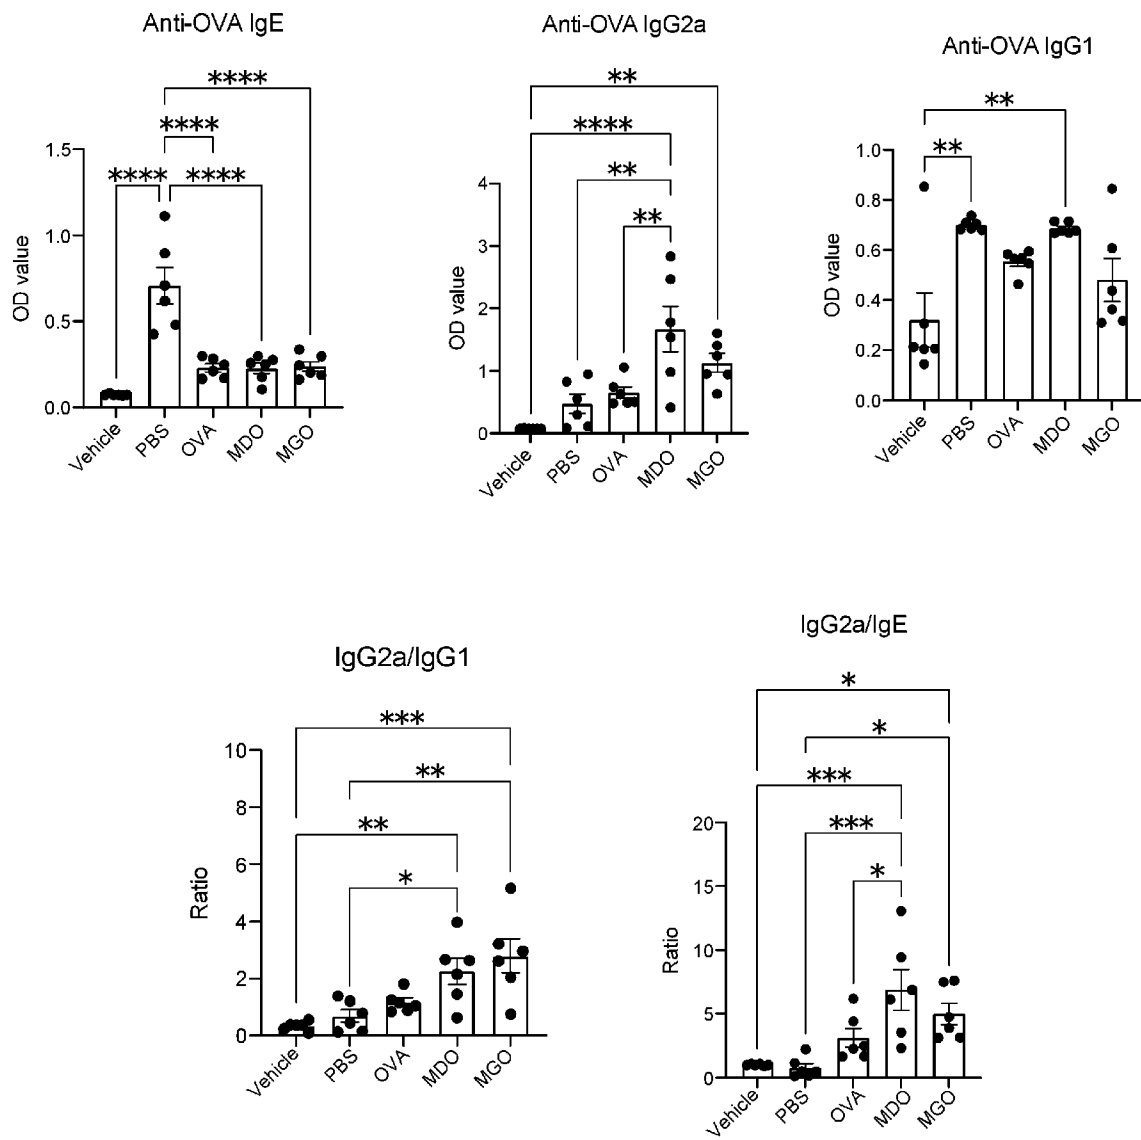 Anti-OVA IgE
****
****
**** ****
OD value
1.5
1.0
0.5
0.0
Vehicle
PBS
OVA
MDO
MGO
Anti-OVA IgG2a
**
****
**
**
OD value
4
3
2
1
0
Vehicle
PBS
OVA
MDO
MGO
Anti-OVA IgG1
**
**
OD value
1.0
0.8
0.6
0.4
0.2
0.0
Vehicle
PBS
OVA
MDO
MGO
IgG2a/IgG1
***
**
**
*
Ratio
10
8
6
4
2
0
Vehicle
PBS
OVA
MDO
MGO
IgG2a/IgE
*
*
***
***
*
Ratio
20
15
10
5
0
Vehicle
PBS
OVA
MDO
MGO